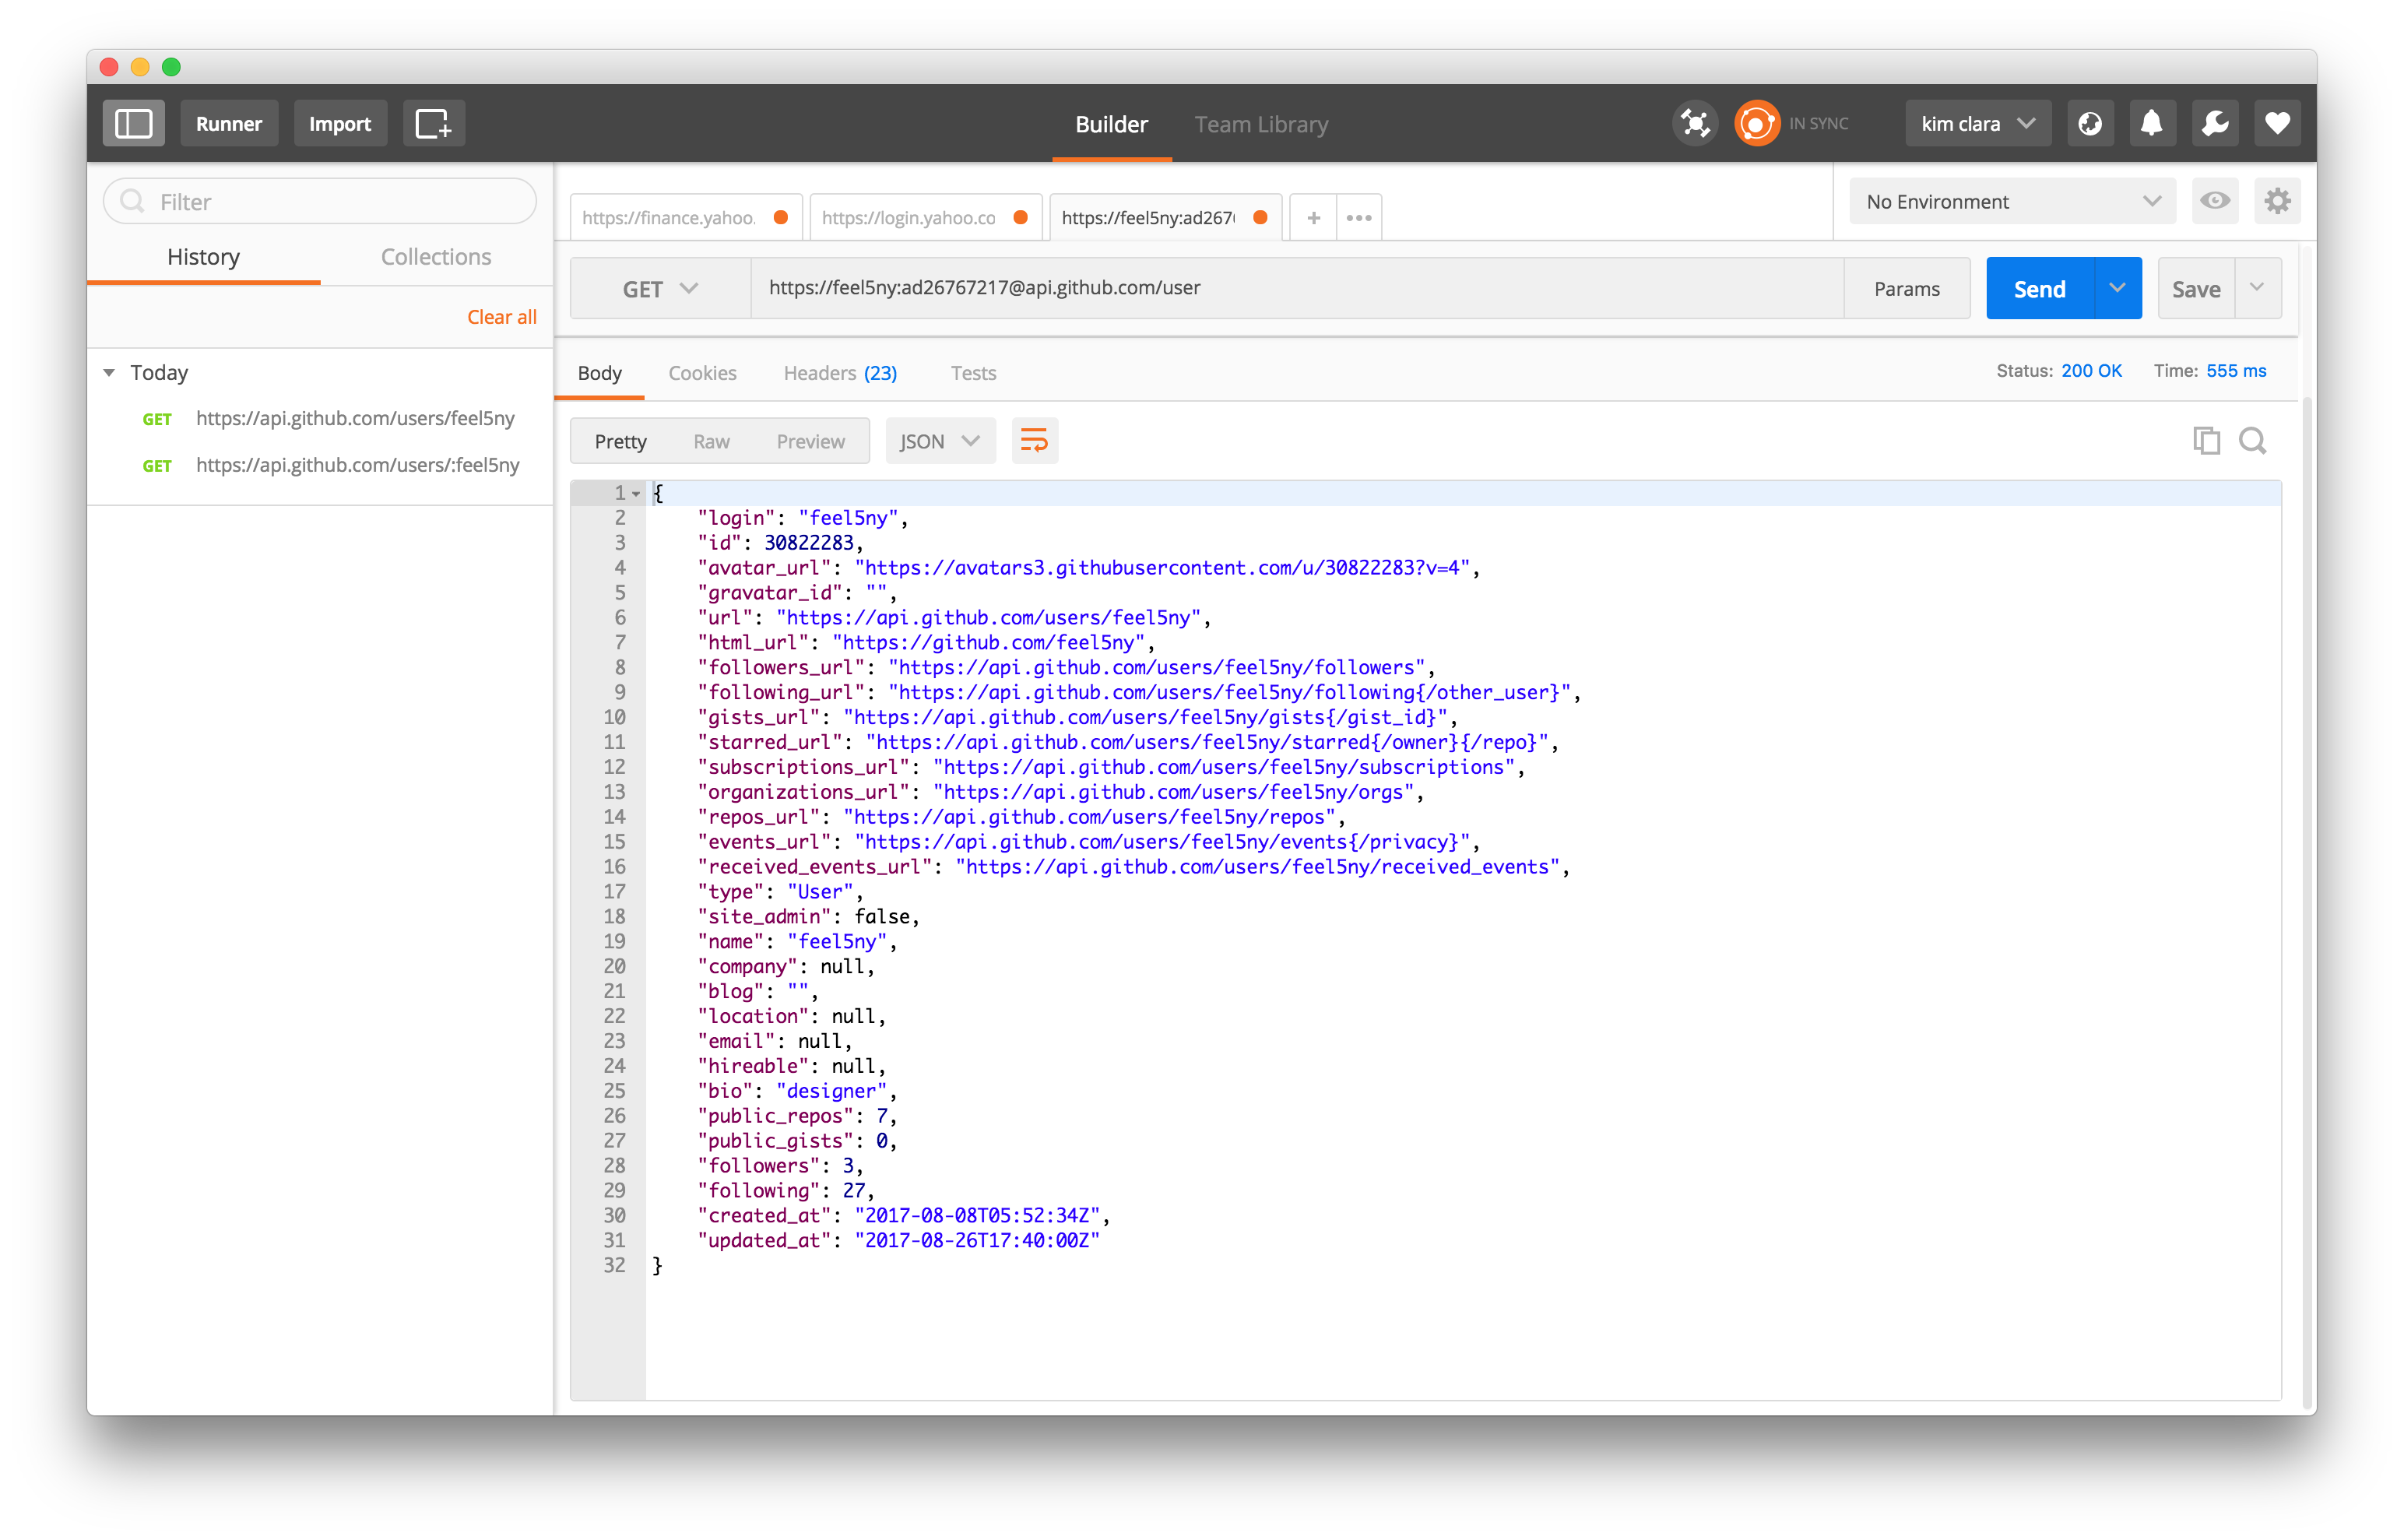 Runner Import Builder Team Library IN SYNC kim clara
Filter
https://finance.yahoo. https://login.yahoo.co https://feel5ny:ad267 + No Environment
History Collections
GET https://feel5ny:ad26767217@api.github.com/user Params Send Save
Clear all
Today
Body Cookies Headers (23) Tests Status: 200 OK Time: 555 ms
GET https://api.github.com/users/feel5ny
GET https://api.github.com/users/:feel5ny
Pretty Raw Preview JSON
1 {
2 "login": "feel5ny",
3 "id": 30822283,
4 "avatar_url": "https://avatars3.githubusercontent.com/u/30822283?v=4",
5 "gravatar_id": "",
6 "url": "https://api.github.com/users/feel5ny",
7 "html_url": "https://github.com/feel5ny",
8 "followers_url": "https://api.github.com/users/feel5ny/followers",
9 "following_url": "https://api.github.com/users/feel5ny/following{/other_user}",
10 "gists_url": "https://api.github.com/users/feel5ny/gists{/gist_id}",
11 "starred_url": "https://api.github.com/users/feel5ny/starred{/owner}{/repo}",
12 "subscriptions_url": "https://api.github.com/users/feel5ny/subscriptions",
13 "organizations_url": "https://api.github.com/users/feel5ny/orgs",
14 "repos_url": "https://api.github.com/users/feel5ny/repos",
15 "events_url": "https://api.github.com/users/feel5ny/events{/privacy}",
16 "received_events_url": "https://api.github.com/users/feel5ny/received_events",
17 "type": "User",
18 "site_admin": false,
19 "name": "feel5ny",
20 "company": null,
21 "blog": "",
22 "location": null,
23 "email": null,
24 "hireable": null,
25 "bio": "designer",
26 "public_repos": 7,
27 "public_gists": 0,
28 "followers": 3,
29 "following": 27,
30 "created_at": "2017-08-08T05:52:34Z",
31 "updated_at": "2017-08-26T17:40:00Z"
32 }